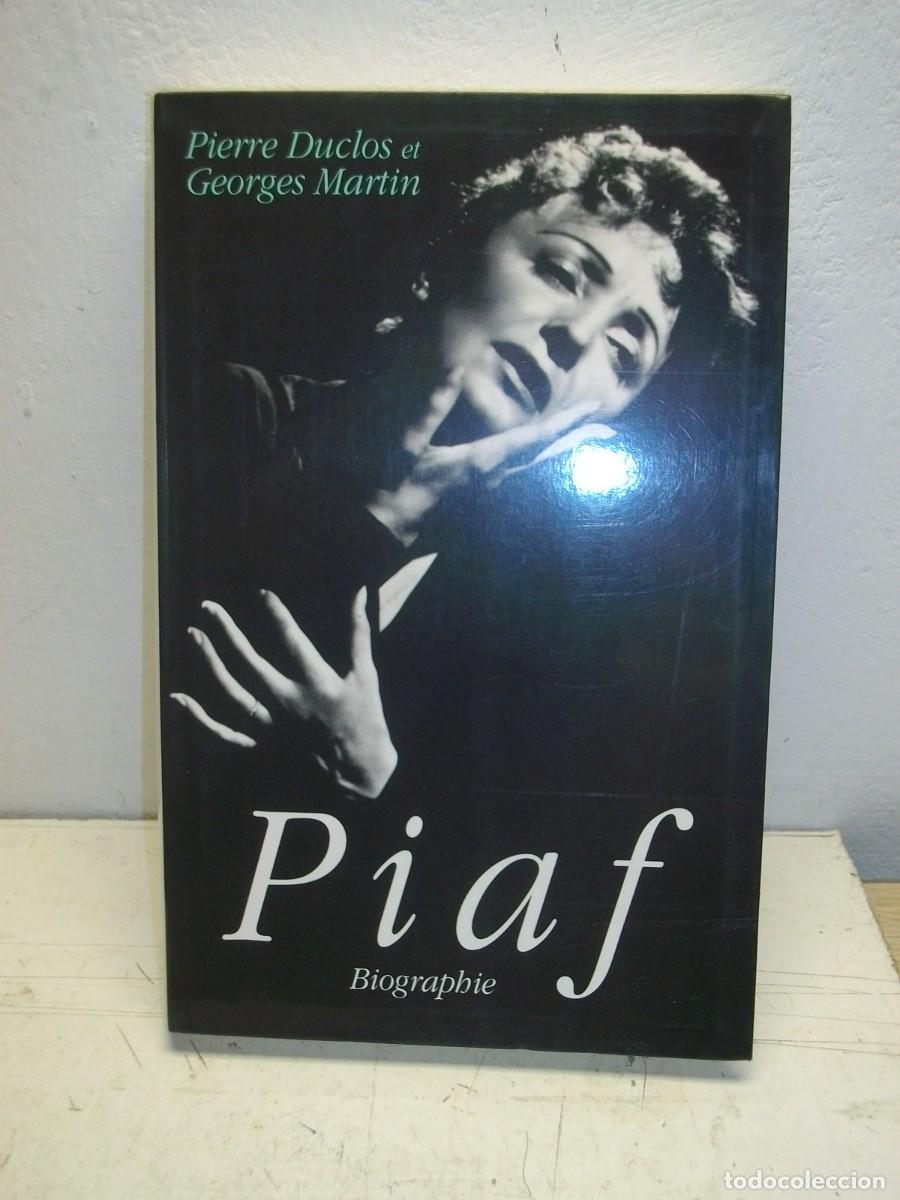 Pierre Duclos et
Georges Martin
Piaf
Biographie
todocoleccion